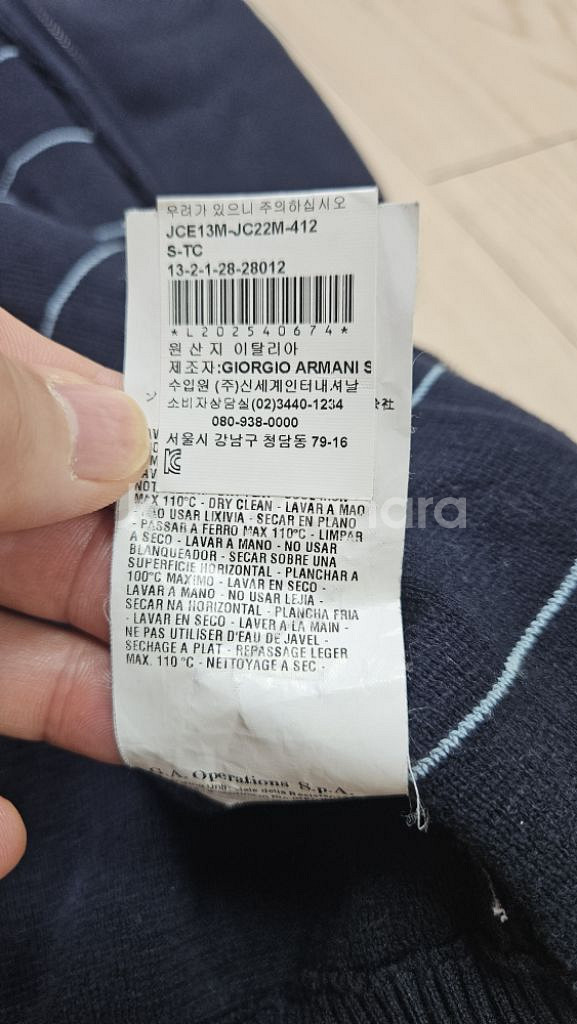 우려가 있으니 주의하십시오
JCE13M-JC22M-412
S-TC
13-2-1-28-28012
*L202540674*
원산지 이탈리아
제조자:GIORGIO ARMANI S
수입원 (주)신세계인터내셔날
소비자상담실(02)3440-1234
会社
080-938-0000
서울시 강남구 청담동 79-16
NOT
MAX 110°C - DRY CLEAN - LAVAR A MAO
NAO USAR LIXIVIA - SECAR EN PLANO
- PASSAR A FERRO MAX 110°C - LIMPAR
A SECO - LAVAR A MANO - NO USAR
BLANQUEADOR - SECAR SOBRE UNA
SUPERFICIE HORIZONTAL - PLANCHAR A
100°C MAXIMO - LAVAR EN SECO -
LAVAR A MANO - NO USAR LEJIA -
SECAR NA HORIZONTAL - PLANCHA FRIA
- LAVAR EN SECO - LAVER A LA MAIN -
NE PAS UTILISER D'EAU DE JAVEL -
SECHAGE A PLAT - REPASSAGE LEGER
MAX. 110 °C - NETTOYAGE A SEC -
G.A. Operations S.p.A.